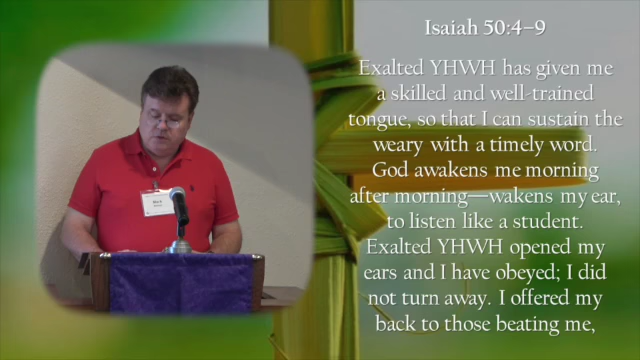 Isaiah 50:4–9
Exalted YHWH has given me
a skilled and well-trained
tongue, so that I can sustain the
weary with a timely word.
God awakens me morning
after morning—wakens my ear,
to listen like a student.
Exalted YHWH opened my
ears and I have obeyed; I did
not turn away. I offered my
back to those beating me,